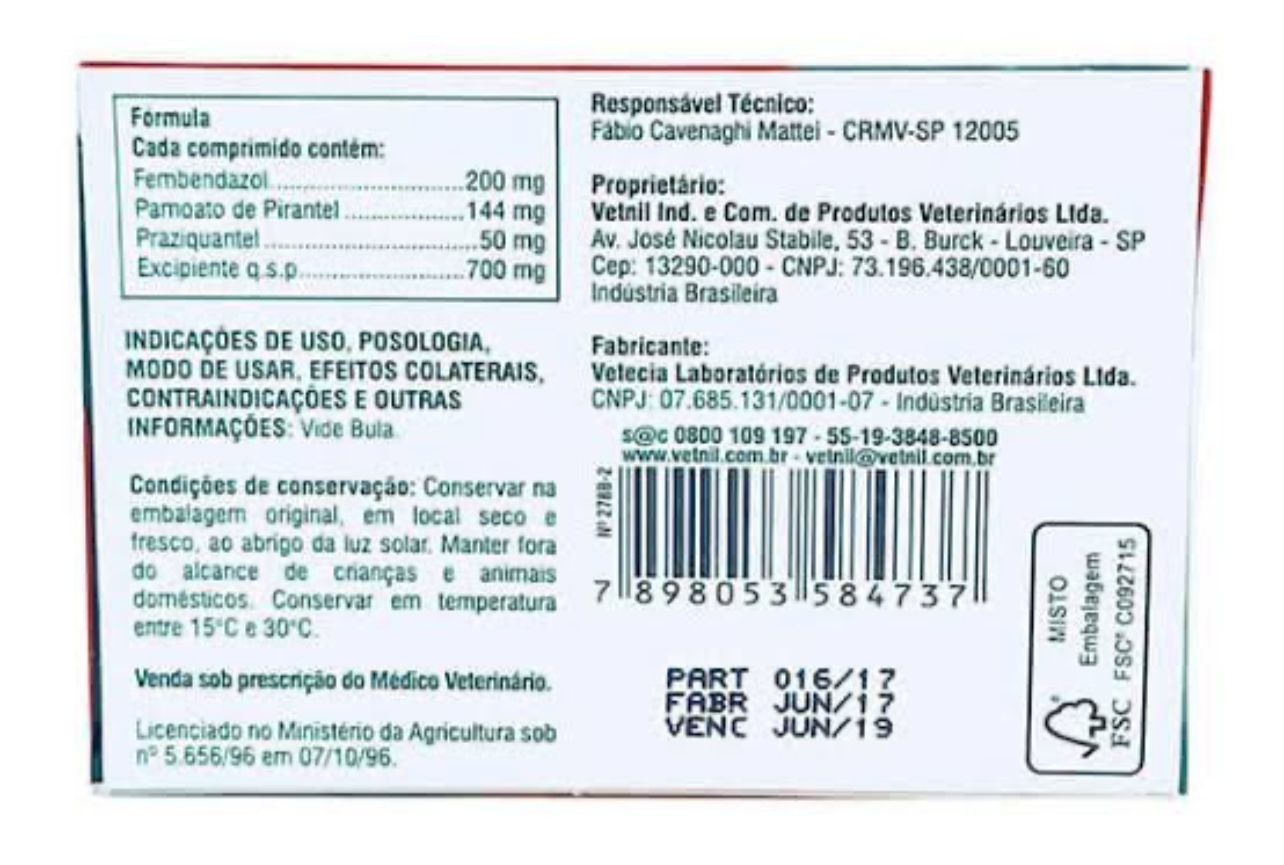 Fórmula
Cada comprimido contém:
Fembendazol..............................200 mg
Pamoato de Pirantel...................144 mg
Praziquantel.................................50 mg
Excipiente q.s.p.........................700 mg
INDICAÇÕES DE USO, POSOLOGIA,
MODO DE USAR, EFEITOS COLATERAIS,
CONTRAINDICAÇÕES E OUTRAS
INFORMAÇÕES: Vide Bula.
Condições de conservação: Conservar na
embalagem original, em local seco e
fresco, ao abrigo da luz solar. Manter fora
do alcance de crianças e animais
domésticos. Conservar em temperatura
entre 15°C e 30°C.
Venda sob prescrição do Médico Veterinário.
Licenciado no Ministério da Agricultura sob
nº 5.656/96 em 07/10/96.
Responsável Técnico:
Fábio Cavenaghi Mattei - CRMV-SP 12005
Proprietário:
Vetnil Ind. e Com. de Produtos Veterinários Ltda.
Av. José Nicolau Stabile, 53 - B. Burck - Louveira - SP
Cep: 13290-000 - CNPJ: 73.196.438/0001-60
Indústria Brasileira
Fabricante:
Vetecia Laboratórios de Produtos Veterinários Ltda.
CNPJ: 07.685.131/0001-07 - Indústria Brasileira
s@c 0800 109 197 - 55-19-3848-8500
www.vetnil.com.br - vetnil@vetnil.com.br
Nº 2788-2
7 898053 584737
PART 016/17
FABR JUN/17
VENC JUN/19
MISTO
Embalagem
FSC FSC® C092715